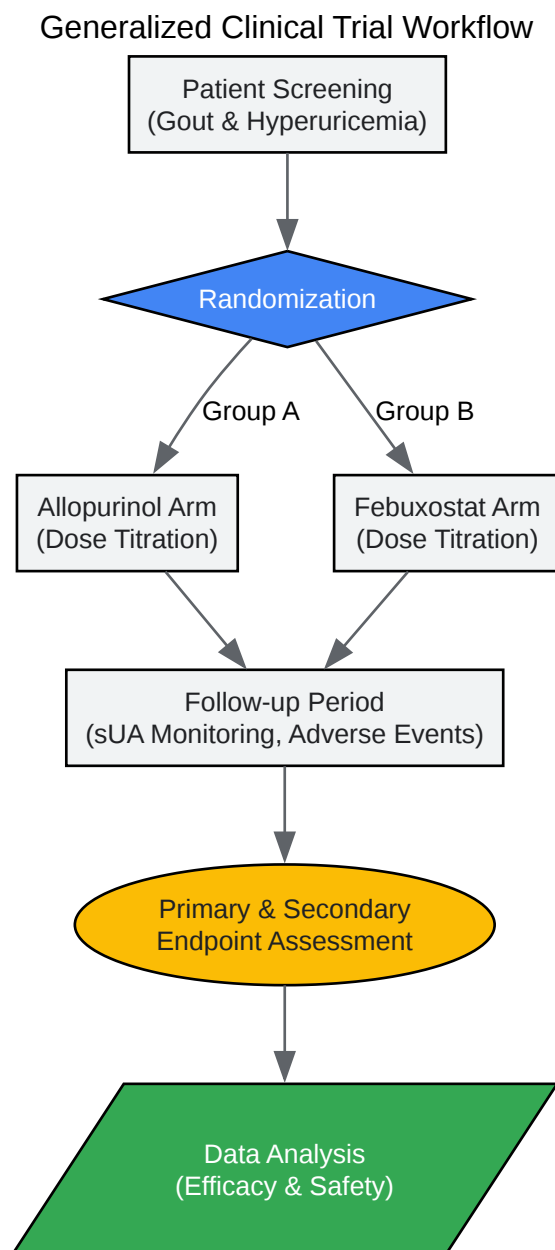 Generalized Clinical Trial Workflow
Patient Screening
(Gout & Hyperuricemia)
Randomization
Group A
Group B
Allopurinol Arm
(Dose Titration)
Febuxostat Arm
(Dose Titration)
Follow-up Period
(sUA Monitoring, Adverse Events)
Primary & Secondary
Endpoint Assessment
Data Analysis
(Efficacy & Safety)